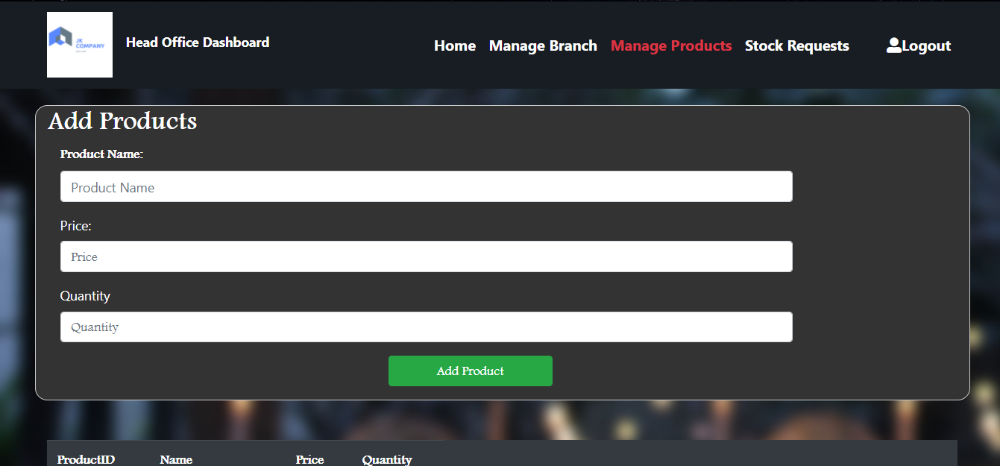 JK
COMPANY
Head Office Dashboard
Home Manage Branch Manage Products Stock Requests Logout
Add Products
Product Name:
Product Name
Price:
Price
Quantity
Quantity
Add Product
ProductID Name Price Quantity